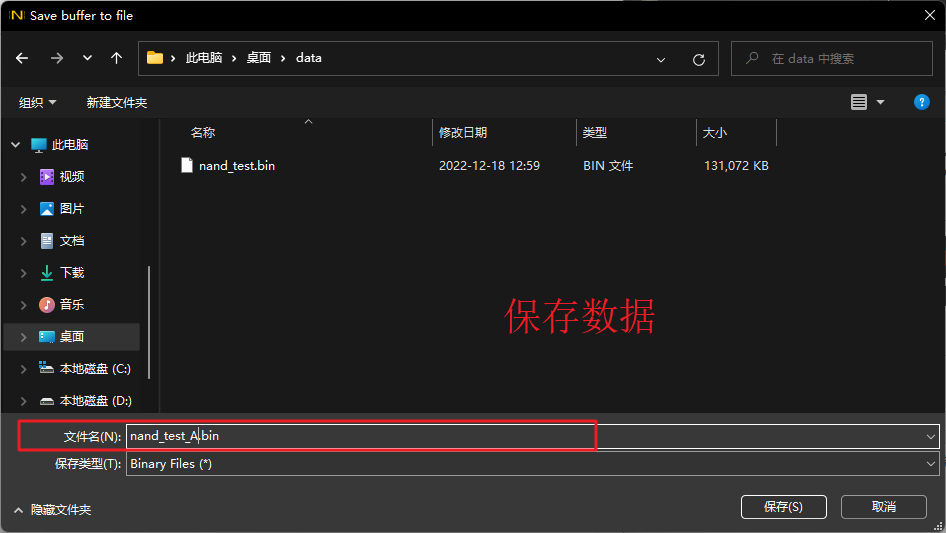 Save buffer to file
此电脑 桌面 data
在 data 中搜索
组织 新建文件夹
名称 修改日期 类型 大小
nand_test.bin 2022-12-18 12:59 BIN 文件 131,072 KB
此电脑
视频
图片
文档
下载
音乐
桌面
本地磁盘 (C:)
本地磁盘 (D:)
保存数据
文件名(N): nand_test_A.bin
保存类型(T): Binary Files (*)
隐藏文件夹 保存(S) 取消